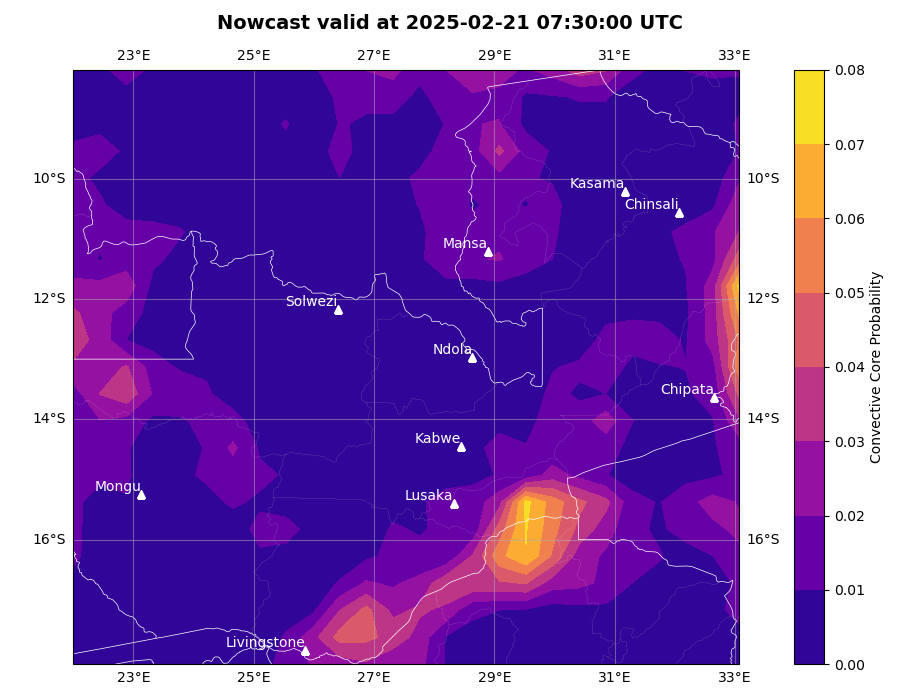 Nowcast valid at 2025-02-21 07:30:00 UTC
23°E 25°E 27°E 29°E 31°E 33°E
10°S 12°S 14°S 16°S
Kasama
Chinsali
Mansa
Solwezi
Ndola
Chipata
Kabwe
Mongu
Lusaka
Livingstone
10°S 12°S 14°S 16°S
23°E 25°E 27°E 29°E 31°E 33°E
0.08
0.07
0.06
0.05
0.04
0.03
0.02
0.01
0.00
Convective Core Probability